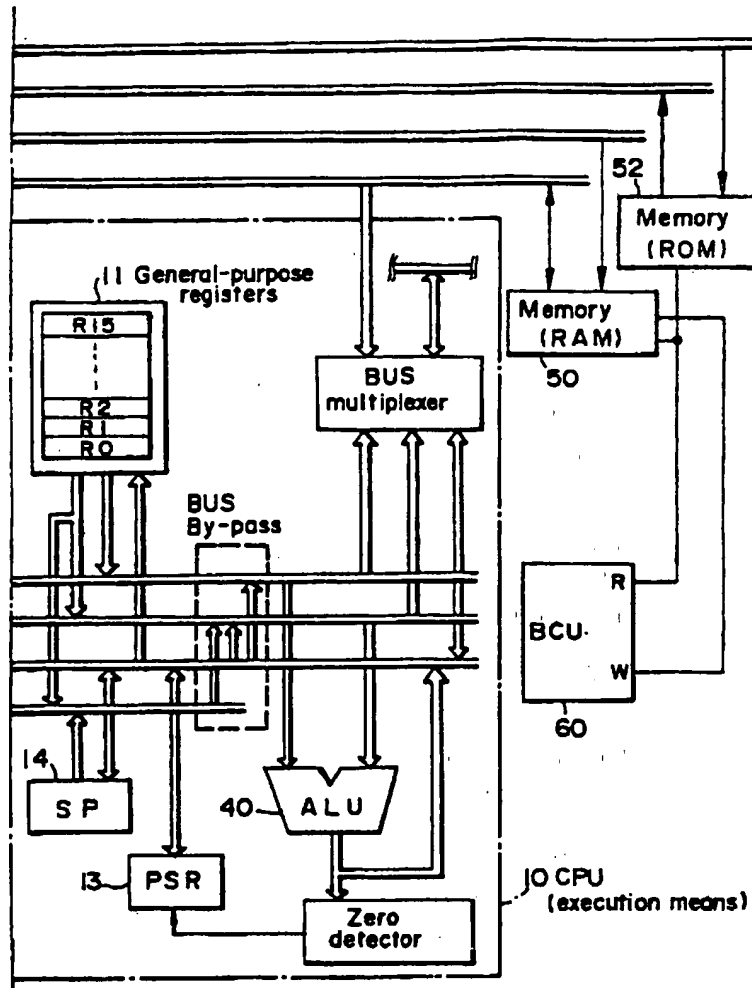 52
Memory
(ROM)
11 General-purpose
registers
R15
R2
R1
R0
Memory
(RAM)
50
BUS
multiplexer
BUS
By-pass
R
BCU
W
60
14
SP
40
ALU
13
PSR
10 CPU
(execution means)
Zero
detector